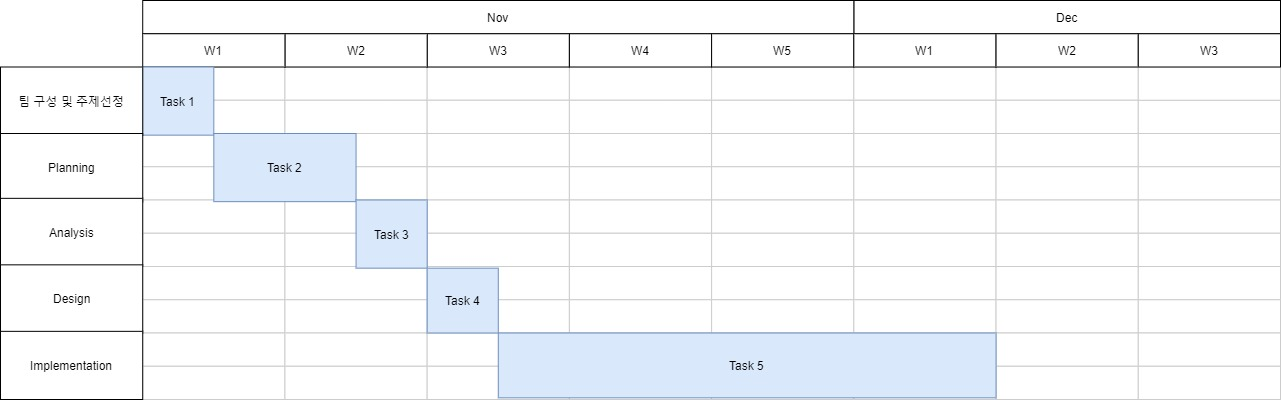 Nov
Dec
W1
W2
W3
W4
W5
W1
W2
W3
팀 구성 및 주제선정
Task 1
Planning
Task 2
Analysis
Task 3
Design
Task 4
Implementation
Task 5